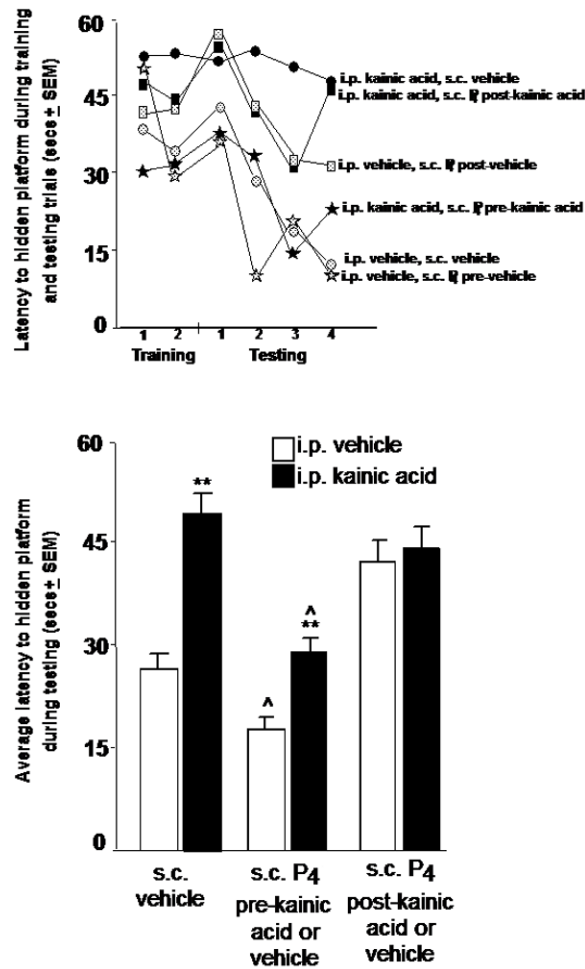 Latency to hidden platform during training
and testing trials (secs ± SEM)
60
45
30
15
0
i.p. kainic acid, s.c. vehicle
i.p. kainic acid, s.c. P4 post-kainic acid
i.p. vehicle, s.c. P4 post-vehicle
i.p. kainic acid, s.c. P4 pre-kainic acid
i.p. vehicle, s.c. vehicle
i.p. vehicle, s.c. P4 pre-vehicle
1 2 1 2 3 4
Training Testing
Average latency to hidden platform
during testing (secs ± SEM)
60
45
30
15
0
i.p. vehicle
i.p. kainic acid
**
^
^
**
s.c.
vehicle
s.c. P4
pre-kainic
acid or
vehicle
s.c. P4
post-kainic
acid or
vehicle